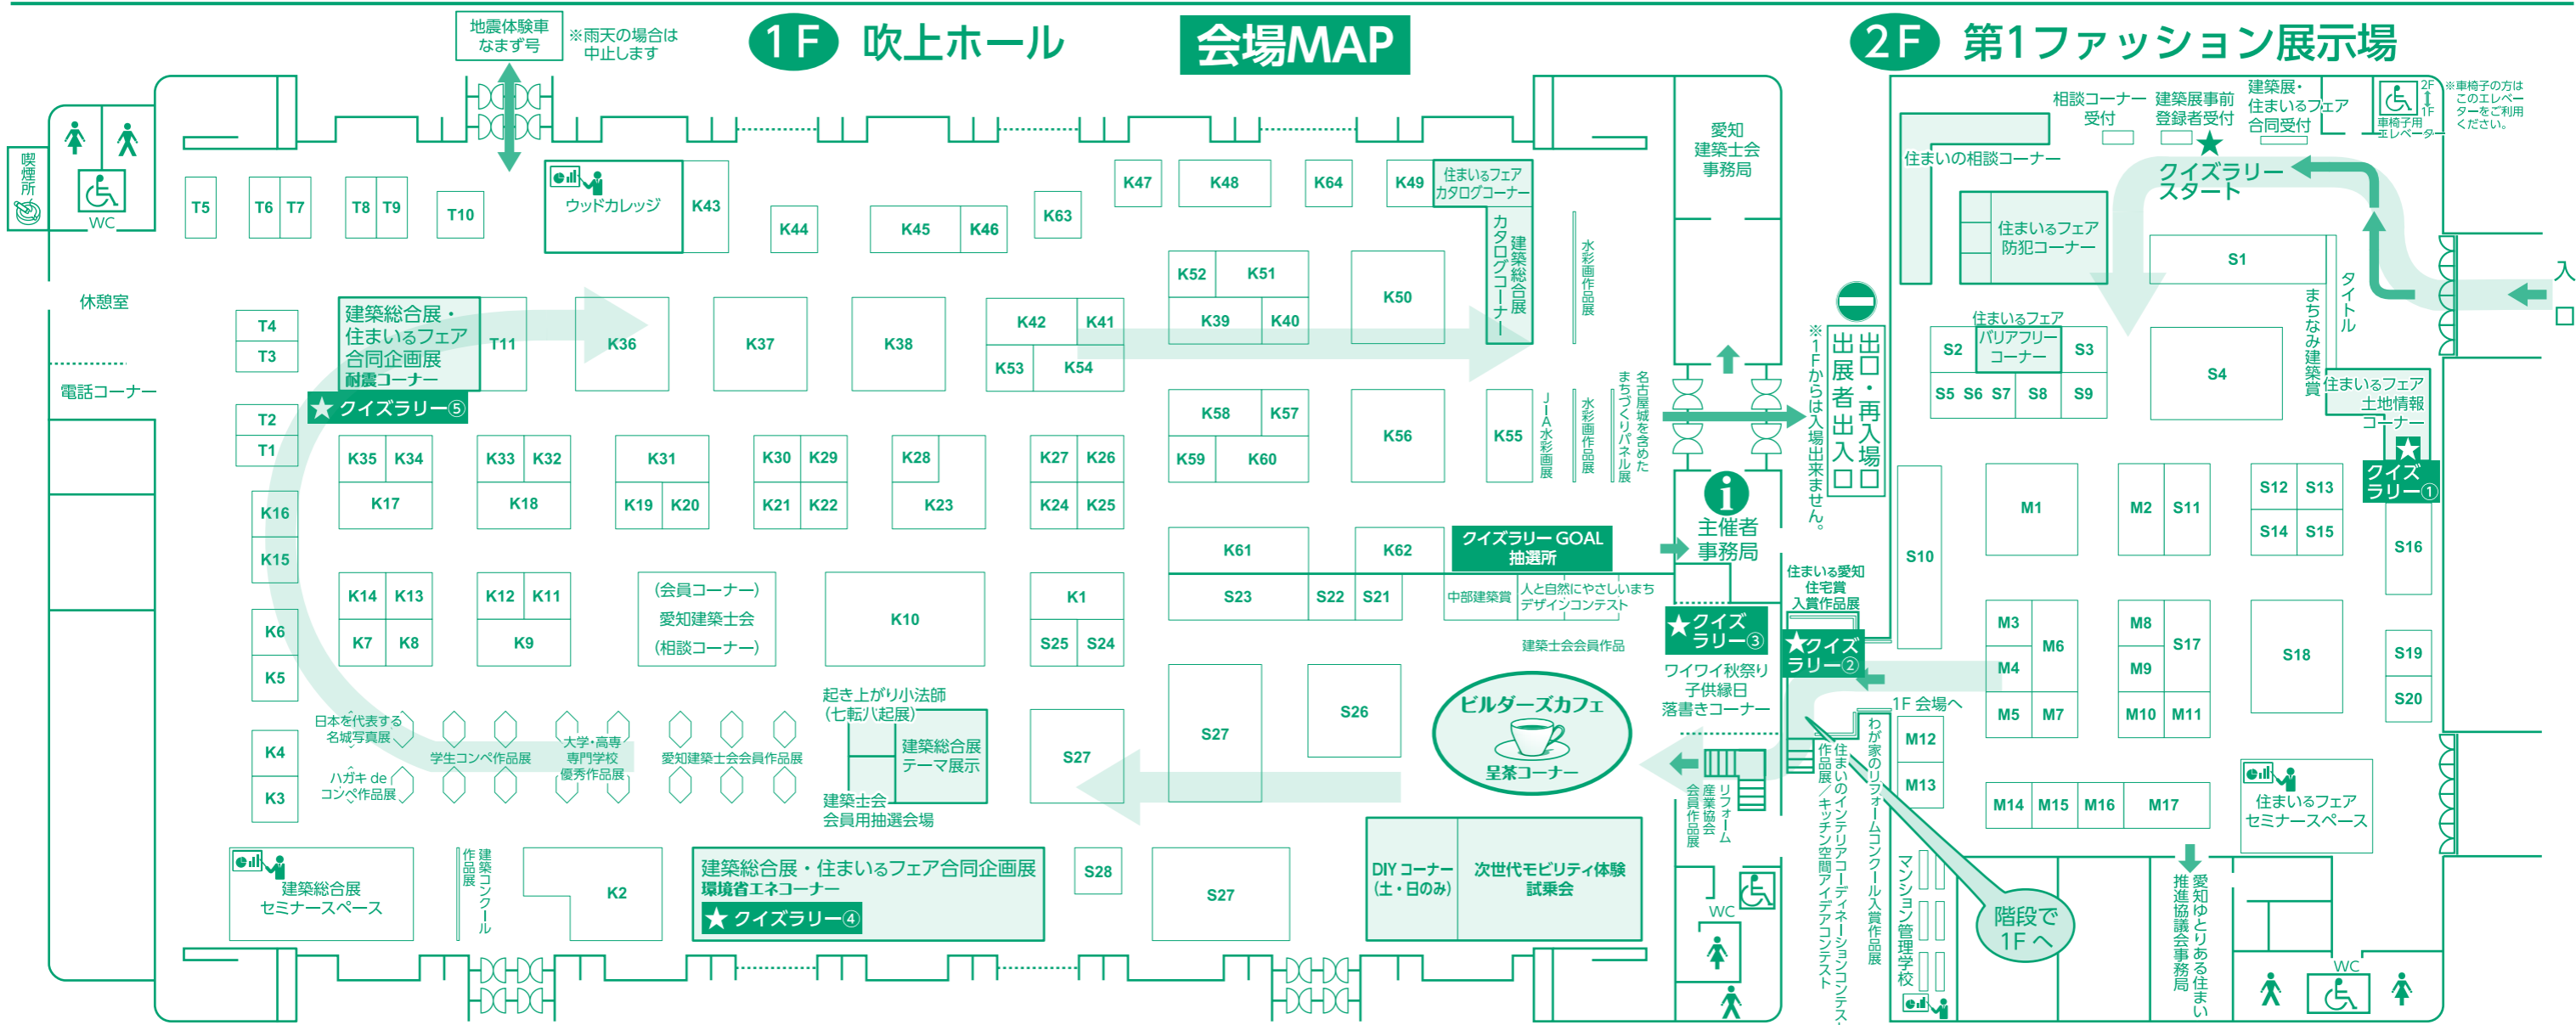 地震体験車
なまず号
※雨天の場合は
中止します
1F 吹上ホール
会場MAP
2F 第1ファッション展示場
喫煙所
WC
休憩室
電話コーナー
T5
T6 T7
T8 T9
T10
ウッドカレッジ
K43
K44
K45 K46
K63
K47
K48
K64
K49
住まいるフェア
カタログコーナー
建築総合展
カタログコーナー
水彩画作品展
愛知
建築士会
事務局
T4
T3
T2
T1
建築総合展・
住まいるフェア
合同企画展
耐震コーナー
T11
★クイズラリー⑤
K36
K37
K38
K42 K41
K53 K54
K52 K51
K39 K40
K50
K58 K57
K59 K60
K56
K55
JIA水彩画展
水彩画作品展
名古屋城を含めた
まちづくりパネル展
K16
K15
K35 K34
K17
K33 K32
K18
K31
K19 K20
K30 K29
K21 K22
K28
K23
K27 K26
K24 K25
K61
K62
クイズラリー GOAL
抽選所
主催者
事務局
K6
K5
K14 K13
K7 K8
K12 K11
K9
(会員コーナー)
愛知建築士会
(相談コーナー)
K10
K1
S25 S24
S23
S22 S21
中部建築賞
人と自然にやさしいまち
デザインコンテスト
建築士会会員作品
★クイズ
ラリー③
ワイワイ秋祭り
子供縁日
落書きコーナー
K4
K3
日本を代表する
名城写真展
ハガキ de
コンペ作品展
学生コンペ作品展
大学・高専
専門学校
優秀作品展
愛知建築士会会員作品展
起き上がり小法師
(七転八起展)
建築総合展
テーマ展示
建築士会
会員用抽選会場
S27
S27
S26
ビルダーズカフェ
呈茶コーナー
リフォーム
産業協会
会員作品展
建築総合展
セミナースペース
建築コンクール
作品展
K2
建築総合展・住まいるフェア合同企画展
環境省エネコーナー
★クイズラリー④
S28
S27
DIYコーナー
(土・日のみ)
次世代モビリティ体験
試乗会
WC
出口・再入場口
出展者出入口
※1Fからは入場出来ません。
住まいる愛知
住宅賞
入賞作品展
★クイズ
ラリー②
1F 会場へ
わが家のリフォームコンクール入賞作品展
住まいのインテリアコーディネーションコンテスト
作品展／キッチン空間アイデアコンテスト
階段で
1Fへ
マンション管理学校
相談コーナー
受付
建築展事前
登録者受付
建築展・
住まいるフェア
合同受付
2F
1F
車椅子用
エレベーター
※車椅子の方は
このエレベー
ターをご利用
ください。
★
クイズラリー
スタート
住まいの相談コーナー
住まいるフェア
防犯コーナー
S1
タイトル
まちなみ建築賞
入口
住まいるフェア
S2
バリアフリー
コーナー
S3
S5 S6 S7 S8 S9
S4
住まいるフェア
土地情報
コーナー
★クイズ
ラリー①
S10
M1
M2 S11
S12 S13
S14 S15
S16
M3
M4
M5
M6
M7
M8
M9
M10
S17
M11
S18
S19
S20
M12
M13
M14 M15 M16 M17
住まいるフェア
セミナースペース
愛知ゆとりある住まい
推進協議会事務局
WC